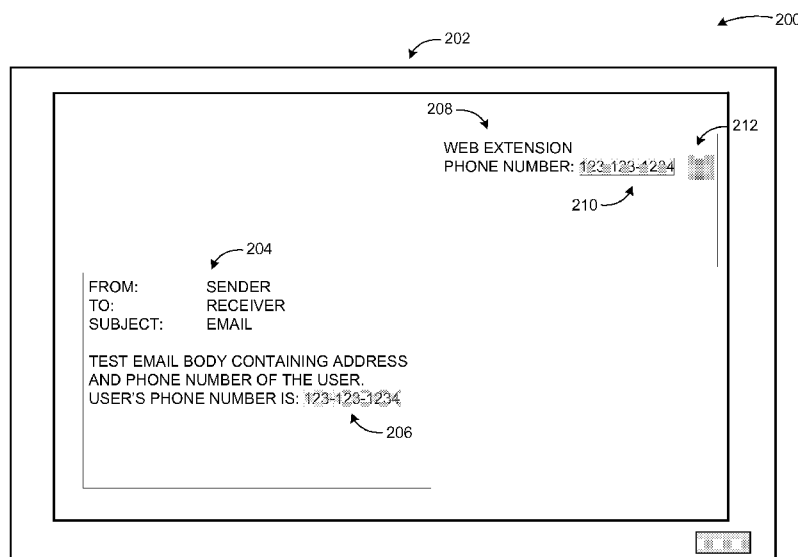 200
202
208
212
WEB EXTENSION
PHONE NUMBER: 123-123-1234
210
204
FROM: SENDER
TO: RECEIVER
SUBJECT: EMAIL
TEST EMAIL BODY CONTAINING ADDRESS
AND PHONE NUMBER OF THE USER.
USER'S PHONE NUMBER IS: 123-123-1234
206